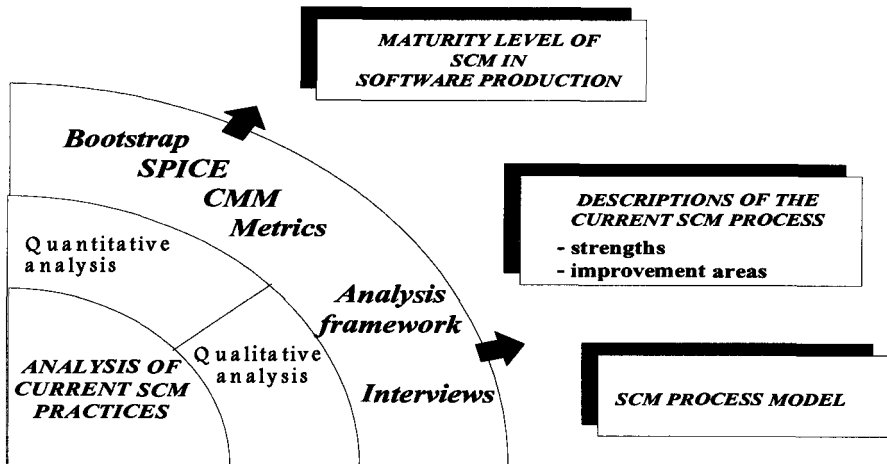 MATURITY LEVEL OF
SCM IN
SOFTWARE PRODUCTION
Bootstrap
SPICE
CMM
Metrics
DESCRIPTIONS OF THE
CURRENT SCM PROCESS
- strengths
- improvement areas
Quantitative
analysis
Analysis
framework
Qualitative
analysis
ANALYSIS OF
CURRENT SCM
PRACTICES
Interviews
SCM PROCESS MODEL